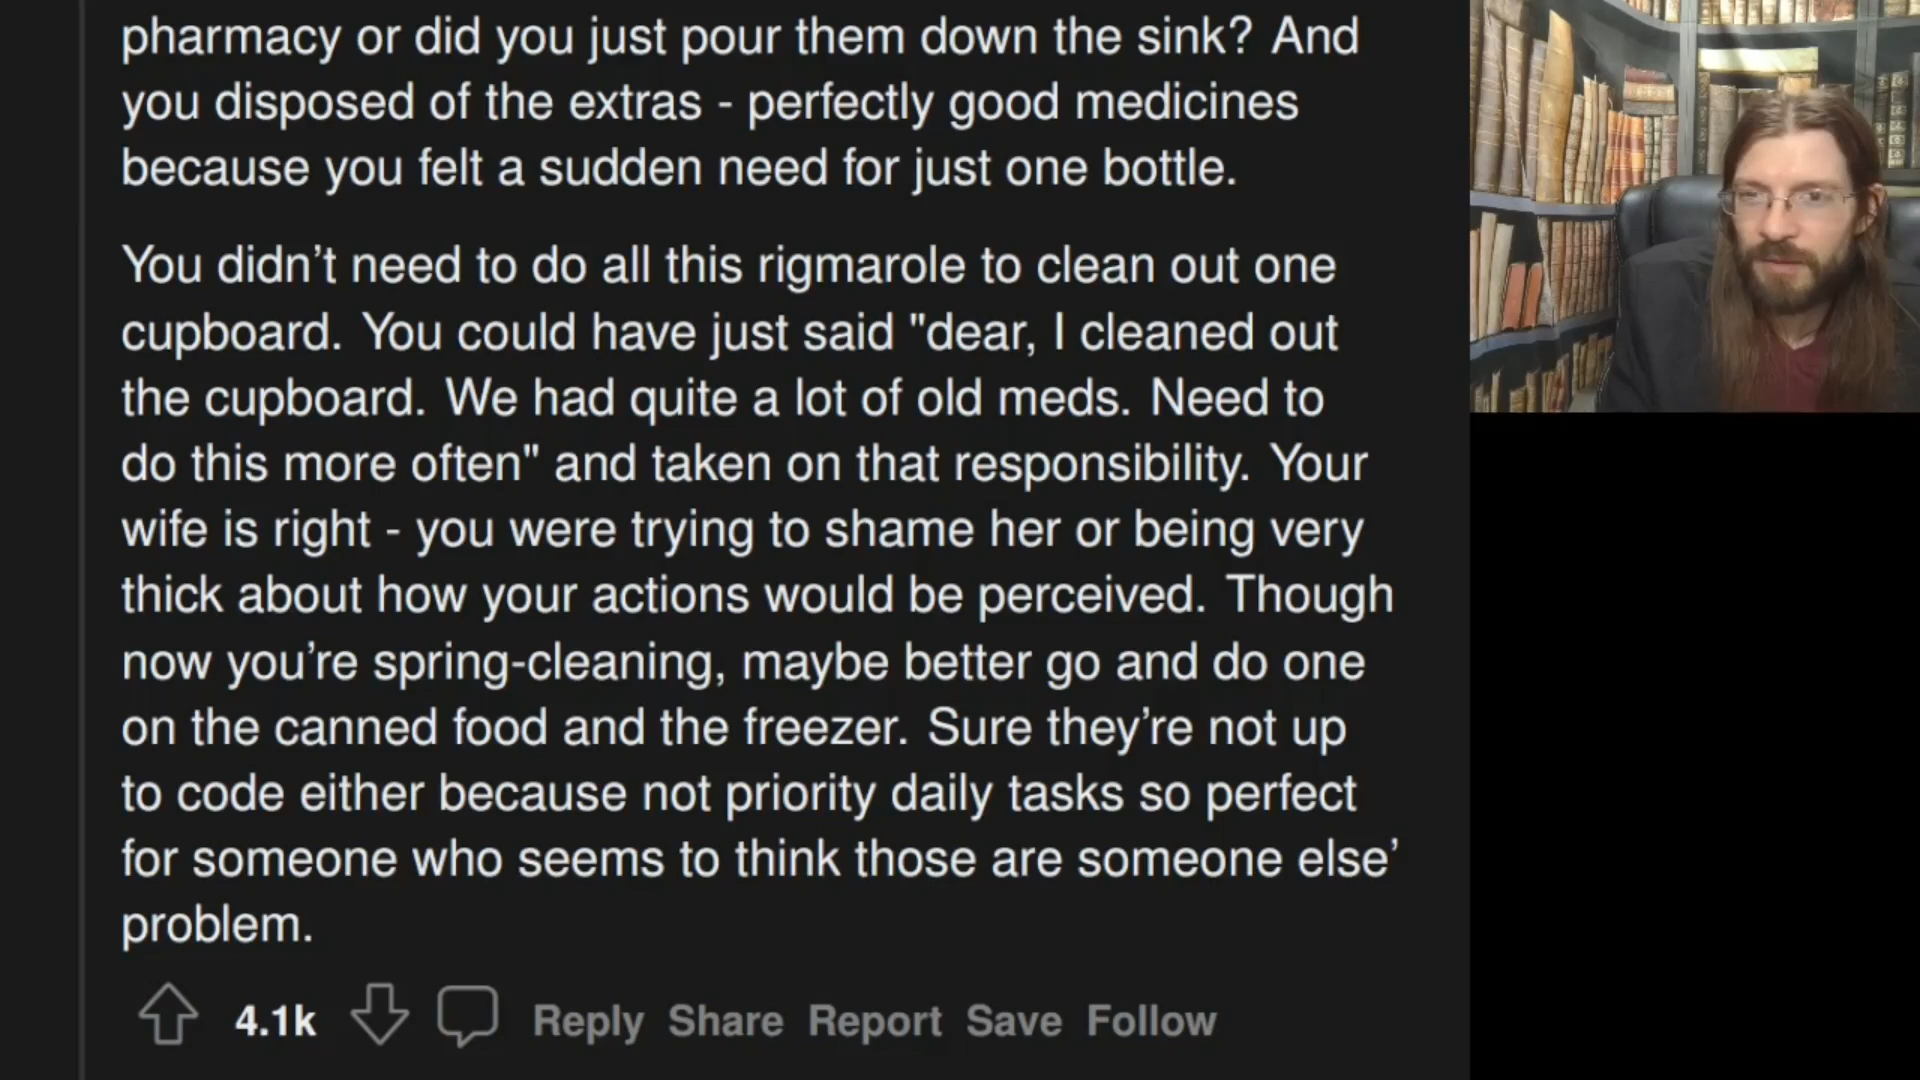 pharmacy or did you just pour them down the sink? And
you disposed of the extras - perfectly good medicines
because you felt a sudden need for just one bottle.
You didn’t need to do all this rigmarole to clean out one
cupboard. You could have just said "dear, I cleaned out
the cupboard. We had quite a lot of old meds. Need to
do this more often" and taken on that responsibility. Your
wife is right - you were trying to shame her or being very
thick about how your actions would be perceived. Though
now you’re spring-cleaning, maybe better go and do one
on the canned food and the freezer. Sure they’re not up
to code either because not priority daily tasks so perfect
for someone who seems to think those are someone else’
problem.
4.1k Reply Share Report Save Follow